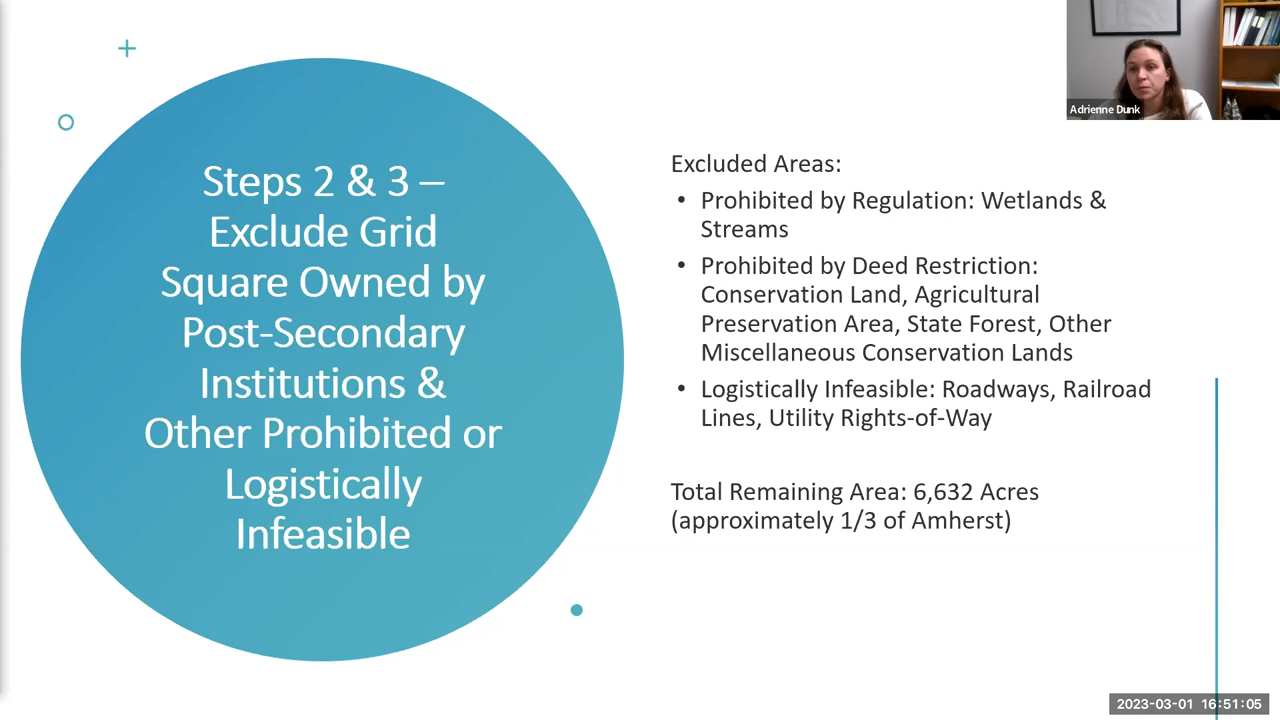 Steps 2 & 3 –
Exclude Grid
Square Owned by
Post-Secondary
Institutions &
Other Prohibited or
Logistically
Infeasible
Adrienne Dunk
Excluded Areas:
• Prohibited by Regulation: Wetlands &
Streams
• Prohibited by Deed Restriction:
Conservation Land, Agricultural
Preservation Area, State Forest, Other
Miscellaneous Conservation Lands
• Logistically Infeasible: Roadways, Railroad
Lines, Utility Rights-of-Way
Total Remaining Area: 6,632 Acres
(approximately 1/3 of Amherst)
2023-03-01 16:51:05